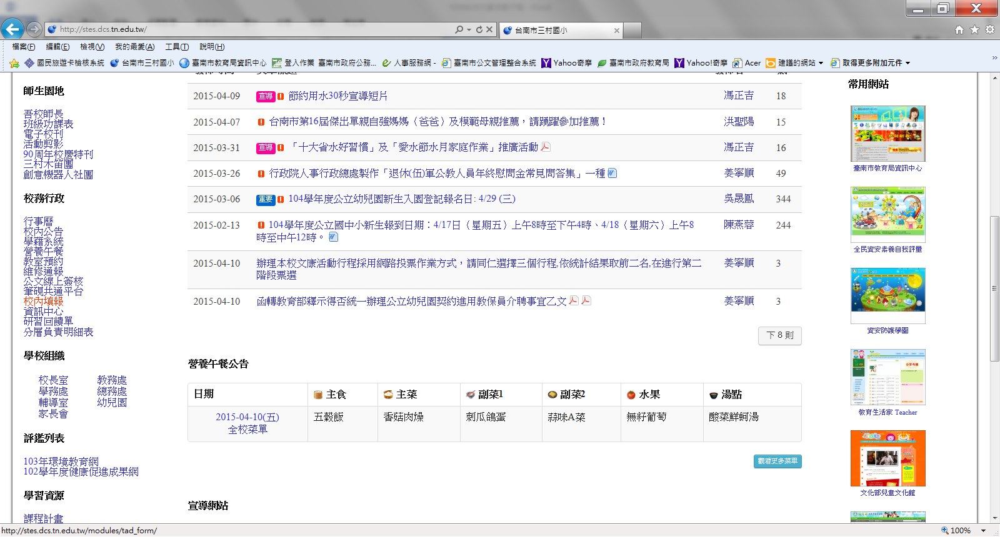 http://stes.dcs.tn.edu.tw/
台南市三村國小
檔案(F) 編輯(E) 檢視(V) 我的最愛(A) 工具(T) 說明(H)
國民旅遊卡檢核系統 台南市三村國小 臺南市教育局資訊中心 登入作業 臺南市政府公務... 人事服務網 - 臺南市公文管理整合系統 Yahoo奇摩 臺南市政府教育局 Yahoo!奇摩 Acer 建議的網站 取得更多附加元件
師生園地
吾校師長
班級功課表
電子校刊
活動剪影
90周年校慶特刊
三村木笛團
創意機器人社團
校務行政
行事曆
校內公告
學籍系統
營養午餐
教室預約
維修通報
公文線上簽核
筆硯共通平台
校內填報
資訊中心
研習回饋單
分層負責明細表
學校組織
校長室 教務處
學務處 總務處
輔導室 幼兒園
家長會
評鑑列表
103年環境教育網
102學年度健康促進成果網
學習資源
課程計畫
2015-04-09 宣導 節約用水30秒宣導短片 馮正吉 18
2015-04-07 台南市第16屆傑出單親自強媽媽（爸爸）及模範母親推薦，請踴躍參加推薦！ 洪聖陽 15
2015-03-31 宣導 「十大省水好習慣」及「愛水節水月家庭作業」推廣活動 馮正吉 16
2015-03-26 行政院人事行政總處製作「退休(伍)軍公教人員年終慰問金常見問答集」一種 姜寧順 49
2015-03-06 重要 104學年度公立幼兒園新生入園登記報名日: 4/29 (三) 吳晟鳳 344
2015-02-13 104學年度公立國中小新生報到日期：4/17日（星期五）上午8時至下午4時、4/18（星期六）上午8 陳燕蓉 244
時至中午12時。
2015-04-10 辦理本校文康活動行程採用網路投票作業方式，請同仁選擇三個行程,依統計結果取前二名,在進行第二 姜寧順 3
階段票選
2015-04-10 函轉教育部釋示得否統一辦理公立幼兒園契約進用教保員介聘事宜乙文 姜寧順 3
下 8 則
營養午餐公告
日期 主食 主菜 副菜1 副菜2 水果 湯點
2015-04-10(五) 五穀飯 香菇肉燥 刺瓜鴿蛋 蒜味A菜 無籽葡萄 酸菜鮮蚵湯
全校菜單
觀看更多菜單
宣導網站
常用網站
臺南市教育局資訊中心
全民資安素養自我評量
資安防護學園
教育生活家 Teacher
文化部兒童文化館
http://stes.dcs.tn.edu.tw/modules/tad_form/
100%